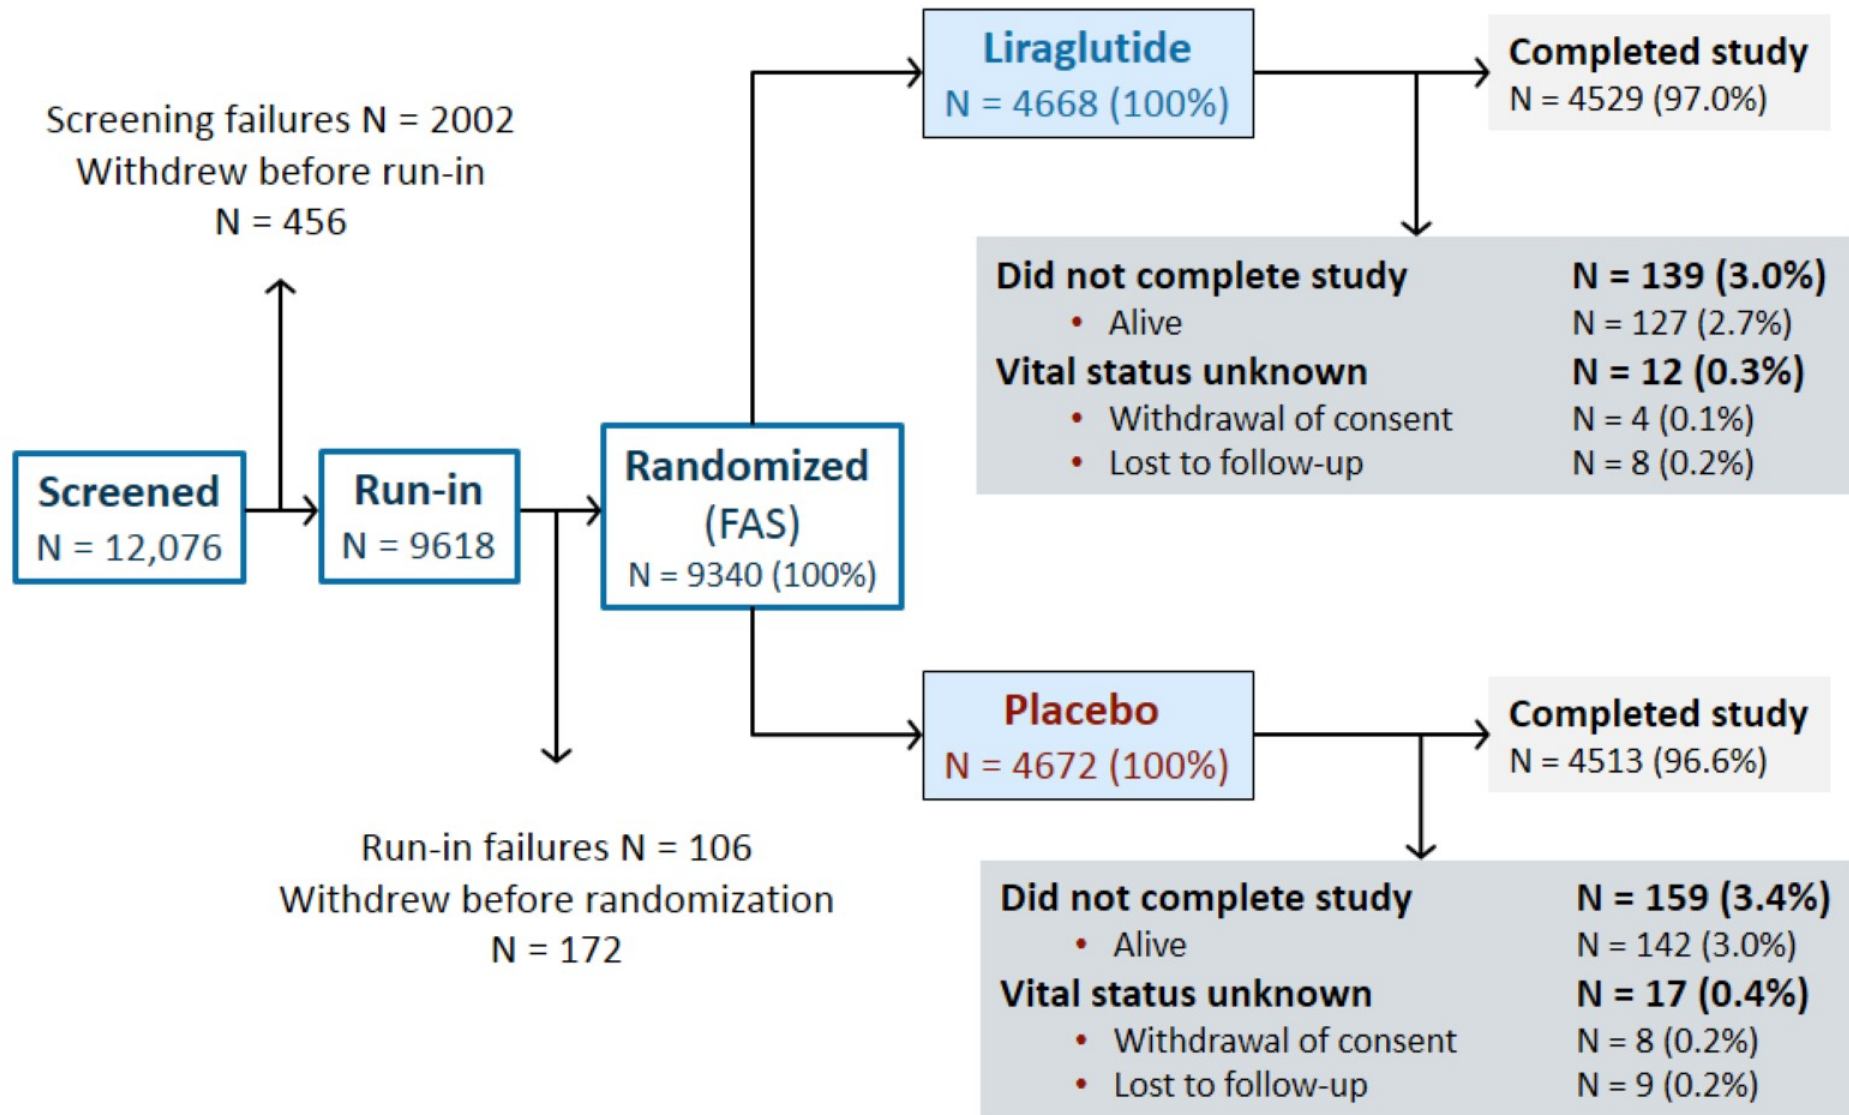 Screening failures N = 2002
Withdrew before run-in
N = 456
Screened
N = 12,076
Run-in
N = 9618
Run-in failures N = 106
Withdrew before randomization
N = 172
Randomized
(FAS)
N = 9340 (100%)
Liraglutide
N = 4668 (100%)
Completed study
N = 4529 (97.0%)
Did not complete study N = 139 (3.0%)
• Alive N = 127 (2.7%)
Vital status unknown N = 12 (0.3%)
• Withdrawal of consent N = 4 (0.1%)
• Lost to follow-up N = 8 (0.2%)
Placebo
N = 4672 (100%)
Completed study
N = 4513 (96.6%)
Did not complete study N = 159 (3.4%)
• Alive N = 142 (3.0%)
Vital status unknown N = 17 (0.4%)
• Withdrawal of consent N = 8 (0.2%)
• Lost to follow-up N = 9 (0.2%)